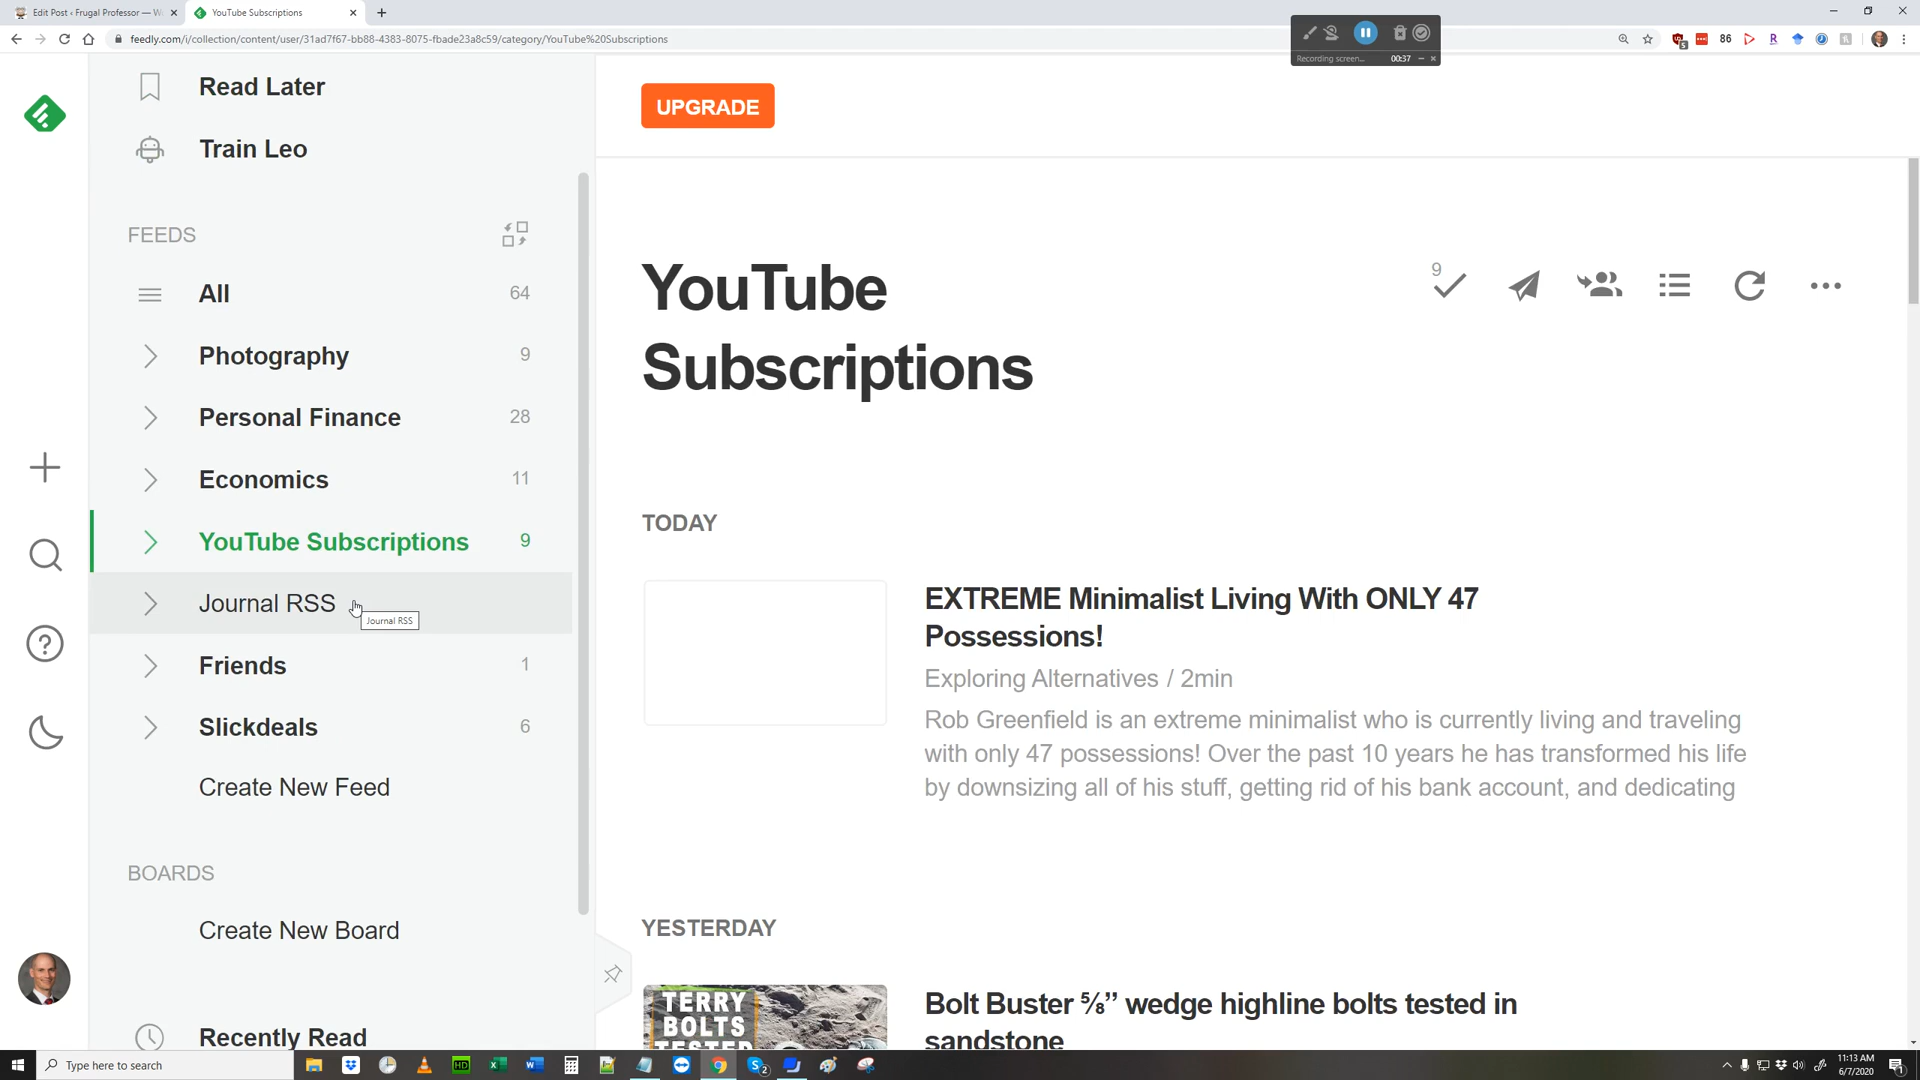 Edit Post ‹ Frugal Professor — W
YouTube Subscriptions
feedly.com/i/collection/content/user/31ad7f67-bb88-4383-8075-fbade23a8c59/category/YouTube%20Subscriptions
5
86
R
Recording screen...
00:37
Read Later
Train Leo
FEEDS
All 64
Photography 9
Personal Finance 28
Economics 11
YouTube Subscriptions 9
Journal RSS
Journal RSS
Friends 1
Slickdeals 6
Create New Feed
BOARDS
Create New Board
Recently Read
UPGRADE
YouTube
Subscriptions
9
TODAY
EXTREME Minimalist Living With ONLY 47
Possessions!
Exploring Alternatives / 2min
Rob Greenfield is an extreme minimalist who is currently living and traveling
with only 47 possessions! Over the past 10 years he has transformed his life
by downsizing all of his stuff, getting rid of his bank account, and dedicating
YESTERDAY
TERRY
BOLTS
TESTED
Bolt Buster ⅝” wedge highline bolts tested in
sandstone
Type here to search
HD
2
11:13 AM
6/7/2020
1